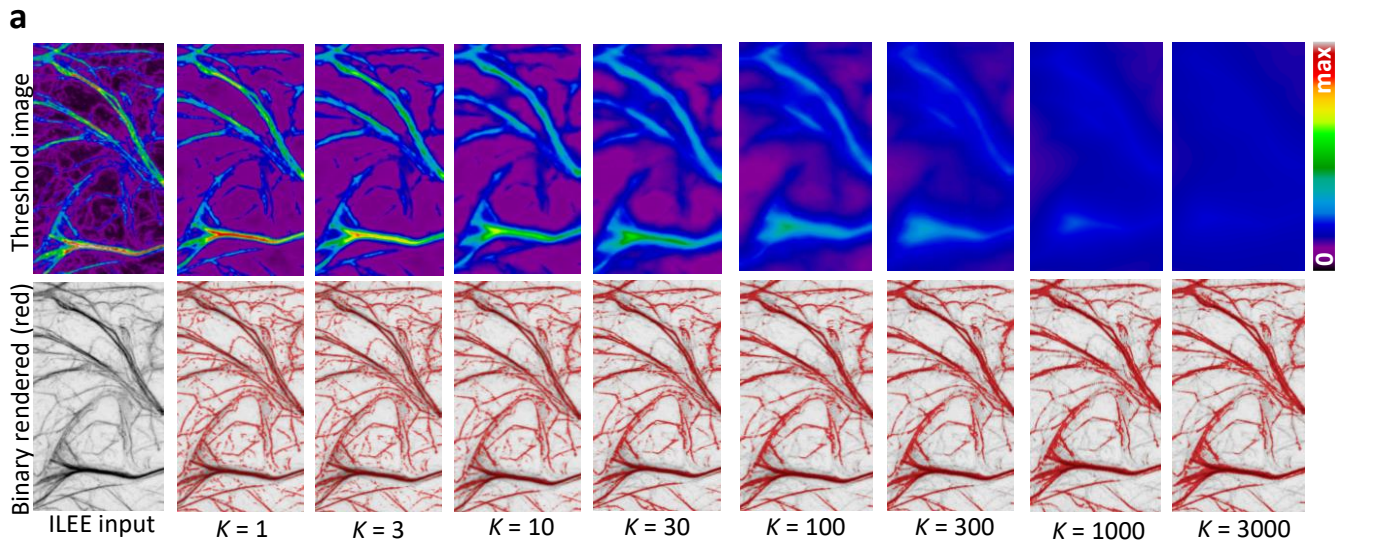 a
Threshold image
max
0
Binary rendered (red)
ILEE input
K = 1
K = 3
K = 10
K = 30
K = 100
K = 300
K = 1000
K = 3000